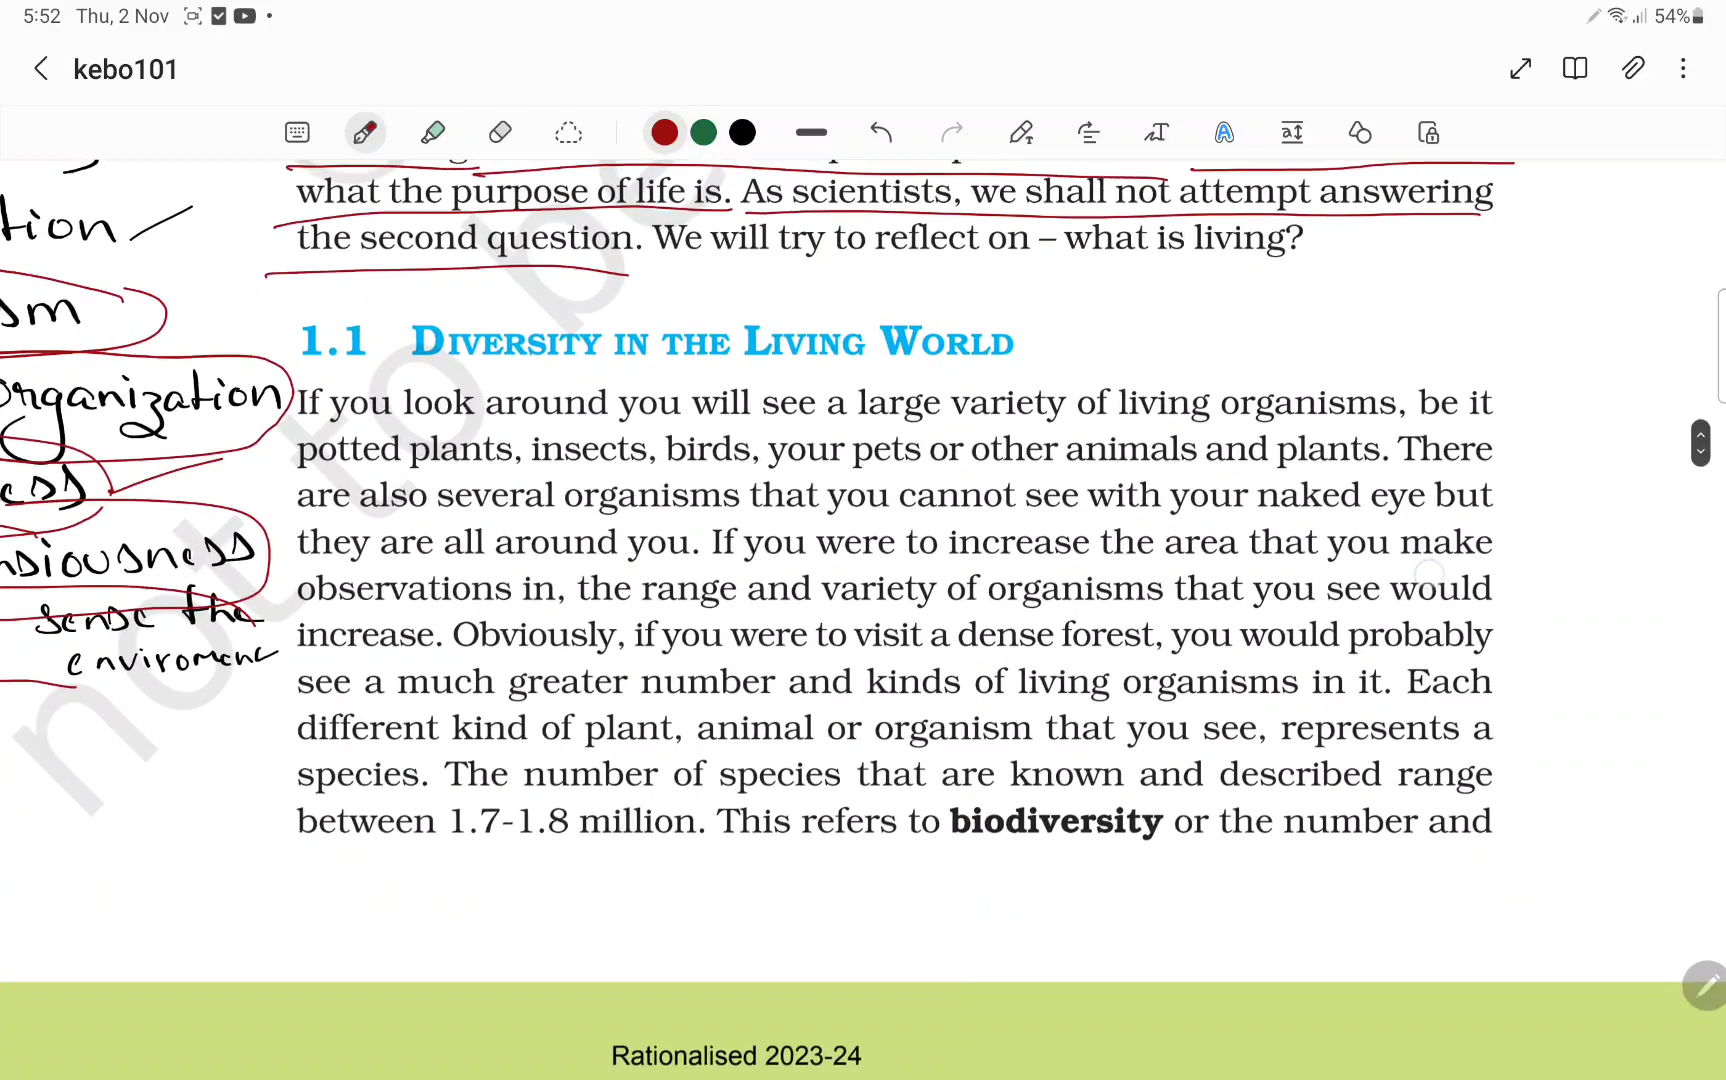 5:52 Thu, 2 Nov
54%
kebo101
what the purpose of life is. As scientists, we shall not attempt answering
the second question. We will try to reflect on – what is living?
tion
sm
organization
ess
nsiousness
sense the
enviromene
1.1 DIVERSITY IN THE LIVING WORLD
If you look around you will see a large variety of living organisms, be it
potted plants, insects, birds, your pets or other animals and plants. There
are also several organisms that you cannot see with your naked eye but
they are all around you. If you were to increase the area that you make
observations in, the range and variety of organisms that you see would
increase. Obviously, if you were to visit a dense forest, you would probably
see a much greater number and kinds of living organisms in it. Each
different kind of plant, animal or organism that you see, represents a
species. The number of species that are known and described range
between 1.7-1.8 million. This refers to biodiversity or the number and
not to be
Rationalised 2023-24